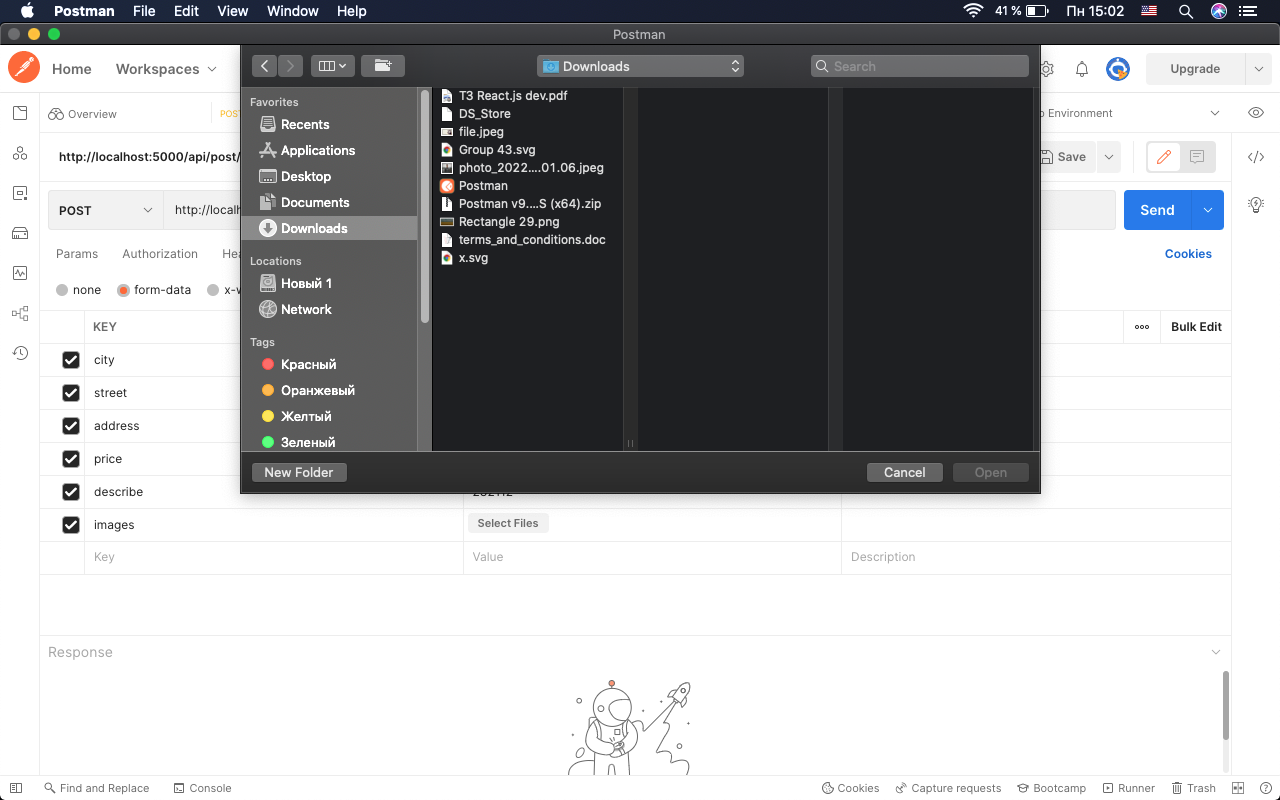 Postman File Edit View Window Help 41 % Пн 15:02
Postman
Home Workspaces Upgrade
Downloads
Search
Favorites
Recents
Applications
Desktop
Documents
Downloads
Locations
Новый 1
Network
Tags
Красный
Оранжевый
Желтый
Зеленый
ТЗ React.js dev.pdf
DS_Store
file.jpeg
Group 43.svg
photo_2022....01.06.jpeg
Postman
Postman v9....S (x64).zip
Rectangle 29.png
terms_and_conditions.doc
x.svg
New Folder Cancel Open
Overview POST Environment
http://localhost:5000/api/post/ Save
POST http://local Send
Params Authorization Hea Cookies
none form-data x-w
KEY ooo Bulk Edit
city
street
address
price
describe
images Select Files
Key Value Description
Response
Find and Replace Console Cookies Capture requests Bootcamp Runner Trash